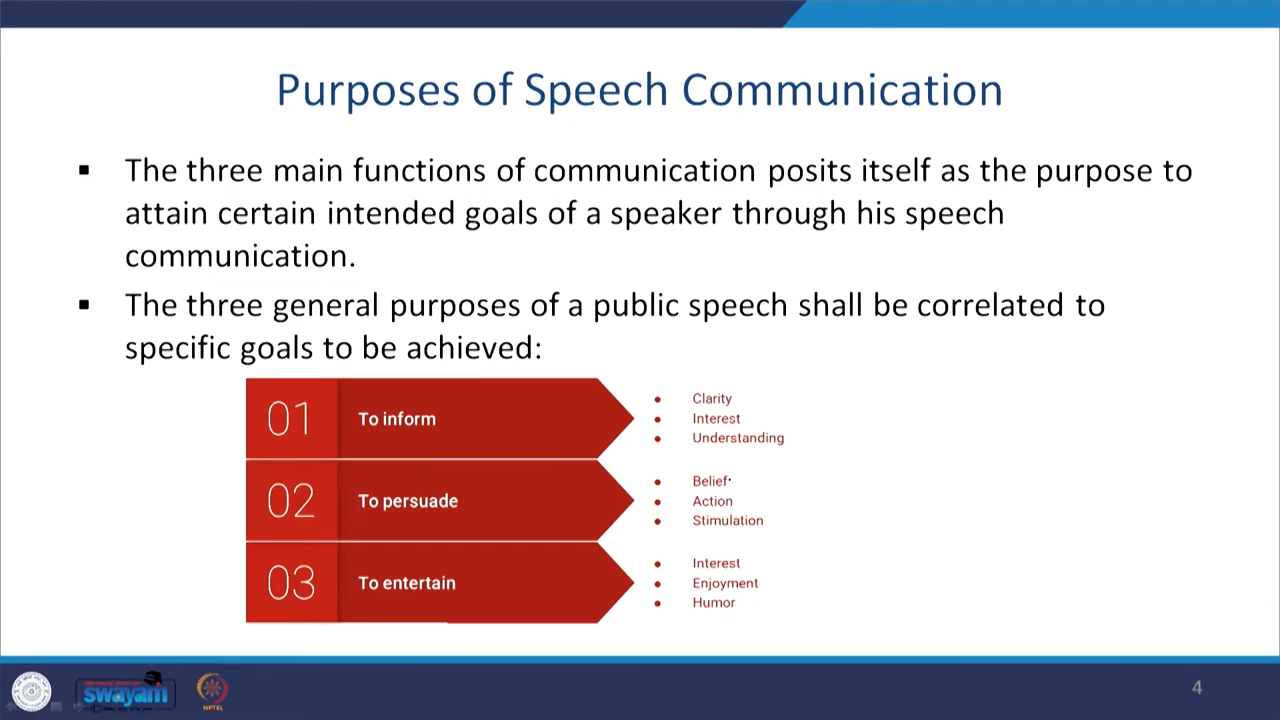 Purposes of Speech Communication
▪ The three main functions of communication posits itself as the purpose to
attain certain intended goals of a speaker through his speech
communication.
▪ The three general purposes of a public speech shall be correlated to
specific goals to be achieved:
01 To inform
• Clarity
• Interest
• Understanding
02 To persuade
• Belief
• Action
• Stimulation
03 To entertain
• Interest
• Enjoyment
• Humor
swayam
NPTEL
4